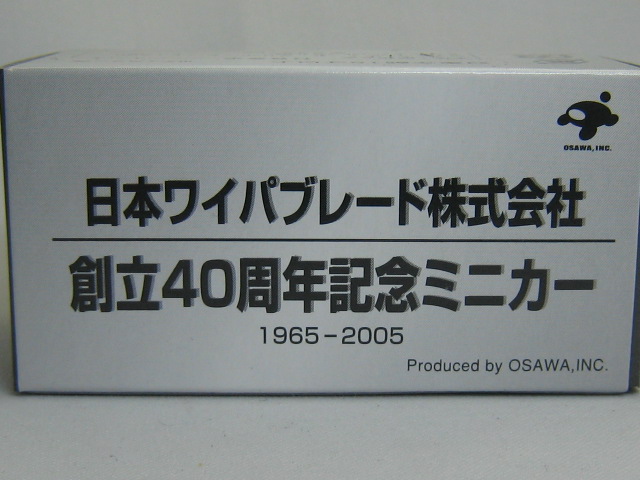 OSAWA, INC.
日本ワイパブレード株式会社
創立40周年記念ミニカー
1965-2005
Produced by OSAWA,INC.